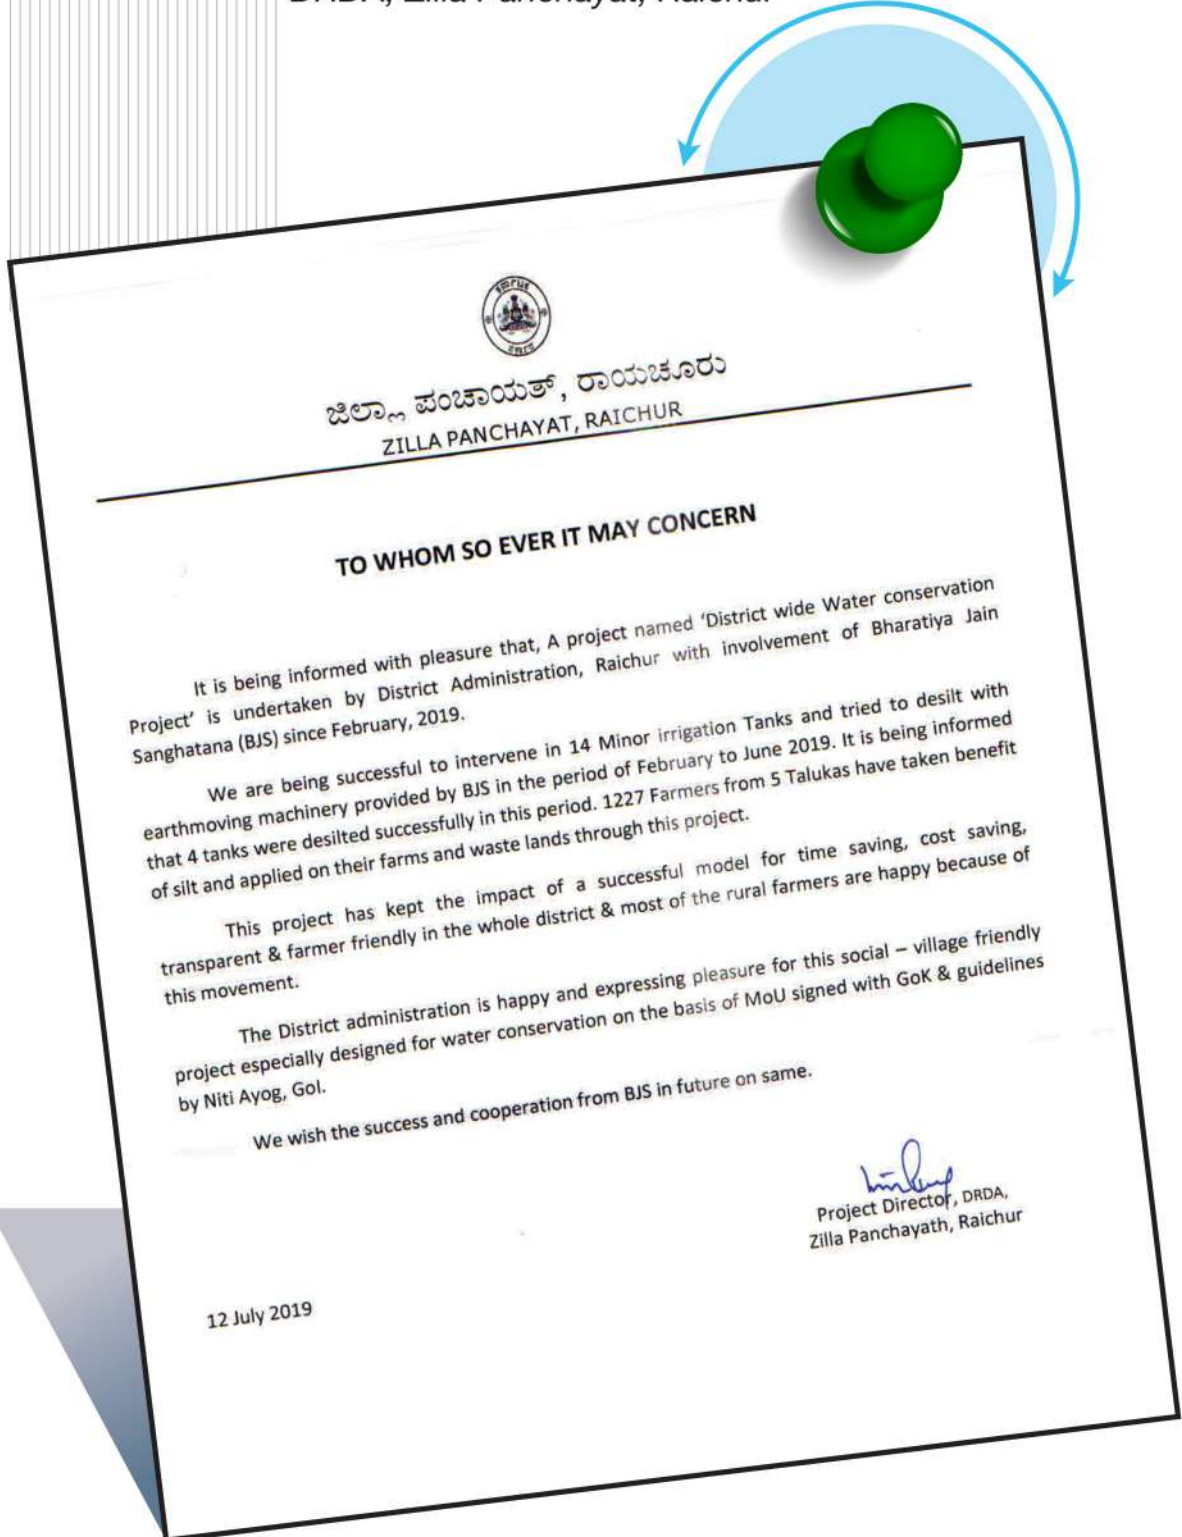 DRDA, Zilla Panchayat, Raichur
ಕರ್ನಾಟಕ
ಸರ್ಕಾರ
ಜಿಲ್ಲಾ ಪಂಚಾಯತ್, ರಾಯಚೂರು
ZILLA PANCHAYAT, RAICHUR
TO WHOM SO EVER IT MAY CONCERN
It is being informed with pleasure that, A project named ‘District wide Water conservation
Project’ is undertaken by District Administration, Raichur with involvement of Bharatiya Jain
Sanghatana (BJS) since February, 2019.
We are being successful to intervene in 14 Minor irrigation Tanks and tried to desilt with
earthmoving machinery provided by BJS in the period of February to June 2019. It is being informed
that 4 tanks were desilted successfully in this period. 1227 Farmers from 5 Talukas have taken benefit
of silt and applied on their farms and waste lands through this project.
This project has kept the impact of a successful model for time saving, cost saving,
transparent & farmer friendly in the whole district & most of the rural farmers are happy because of
this movement.
The District administration is happy and expressing pleasure for this social – village friendly
project especially designed for water conservation on the basis of MoU signed with GoK & guidelines
by Niti Ayog, GoI.
We wish the success and cooperation from BJS in future on same.
Project Director, DRDA,
Zilla Panchayath, Raichur
12 July 2019